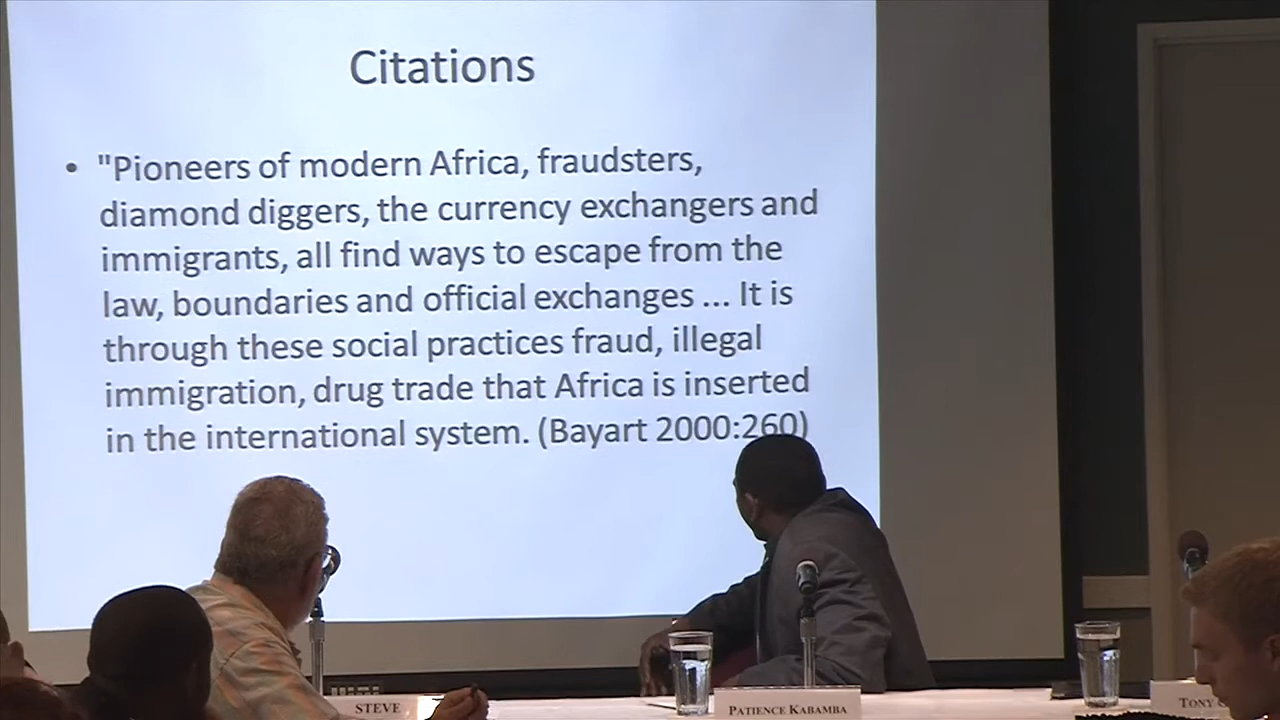 Citations
• "Pioneers of modern Africa, fraudsters,
diamond diggers, the currency exchangers and
immigrants, all find ways to escape from the
law, boundaries and official exchanges ... It is
through these social practices fraud, illegal
immigration, drug trade that Africa is inserted
in the international system. (Bayart 2000:260)
STEVE
PATIENCE KABAMBA
TONY